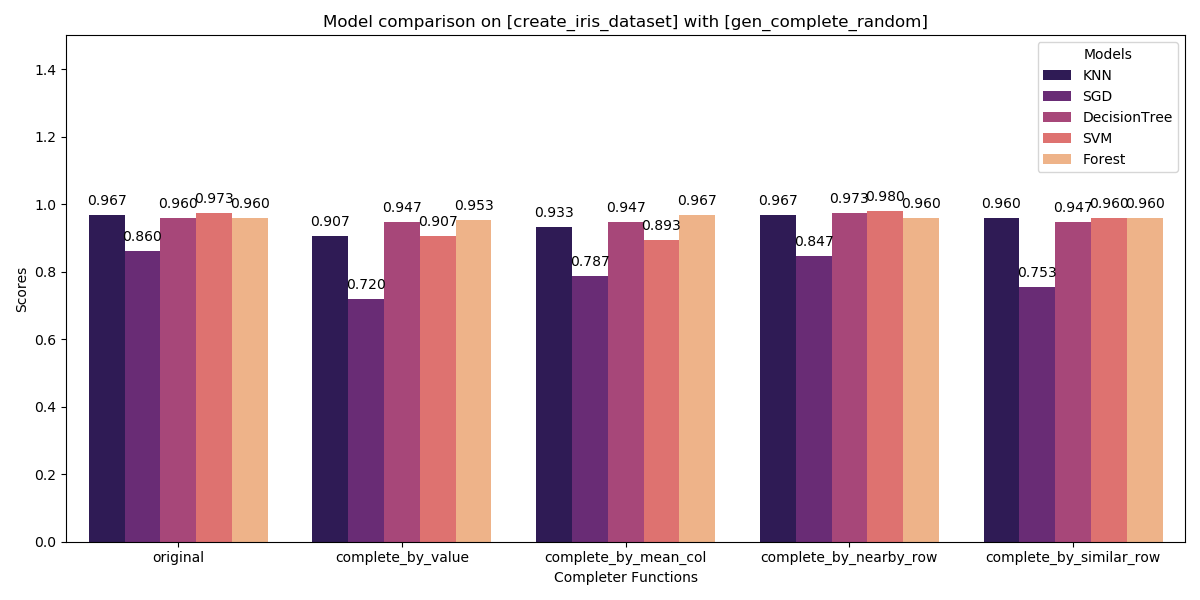 Model comparison on [create_iris_dataset] with [gen_complete_random]
Models
KNN
SGD
DecisionTree
SVM
Forest
Scores
1.4
1.2
1.0
0.8
0.6
0.4
0.2
0.0
0.967 0.860 0.960 0.973 0.960
0.907 0.720 0.947 0.907 0.953
0.933 0.787 0.947 0.893 0.967
0.967 0.847 0.973 0.980 0.960
0.960 0.753 0.947 0.960 0.960
original complete_by_value complete_by_mean_col complete_by_nearby_row complete_by_similar_row
Completer Functions